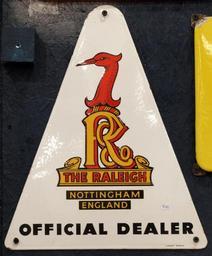 R
THE RALEIGH
NOTTINGHAM
ENGLAND
OFFICIAL DEALER